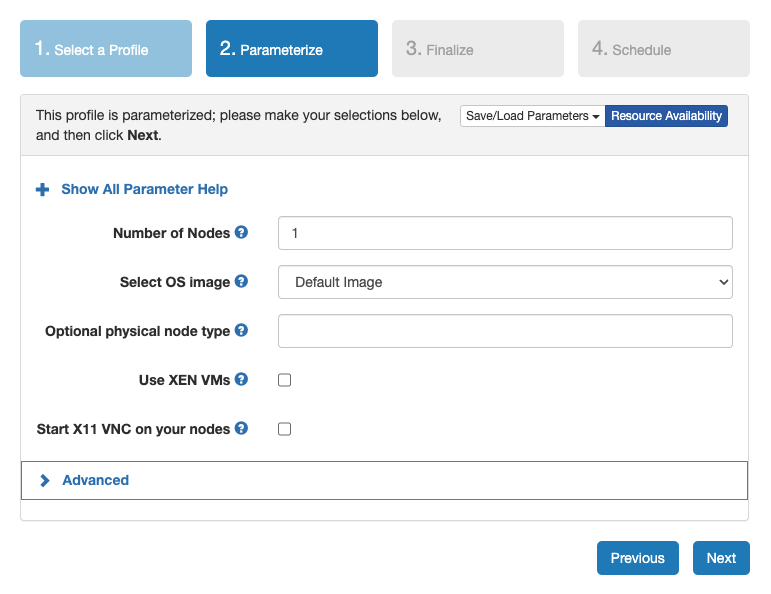 1. Select a Profile
2. Parameterize
3. Finalize
4. Schedule
This profile is parameterized; please make your selections below,
and then click Next.
Save/Load Parameters
Resource Availability
Show All Parameter Help
Number of Nodes ?
1
Select OS image ?
Default Image
Optional physical node type ?
Use XEN VMs ?
Start X11 VNC on your nodes ?
Advanced
Previous
Next